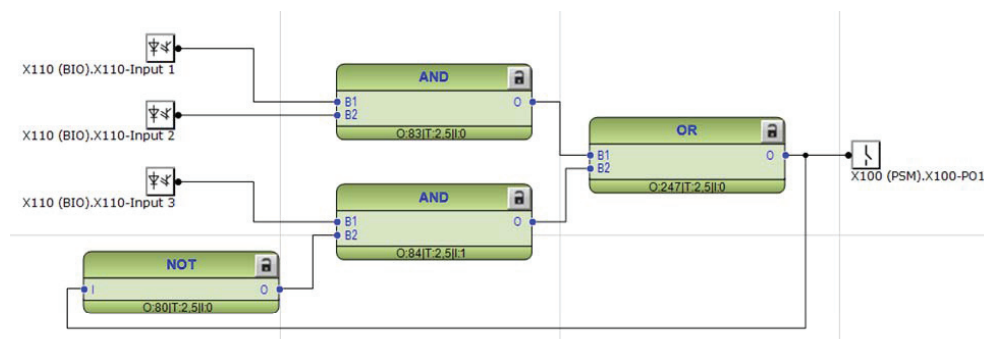 X110 (BIO).X110-Input 1
AND
B1
O
B2
O:83|T:2,5|I:0
X110 (BIO).X110-Input 2
OR
B1
O
B2
O:247|T:2,5|I:0
X100 (PSM).X100-PO1
X110 (BIO).X110-Input 3
AND
B1
O
B2
O:84|T:2,5|I:1
NOT
I
O
O:80|T:2,5|I:0